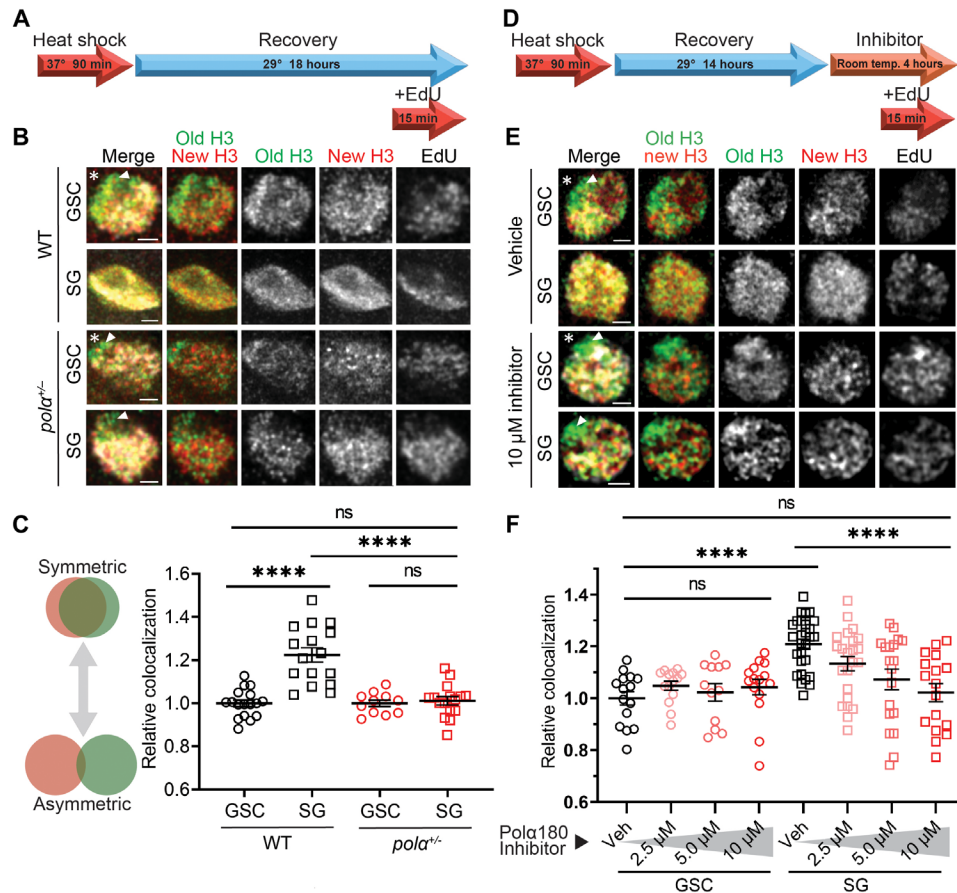 A
Heat shock
Recovery
37° 90 min
29° 18 hours
+EdU
15 min
B
Old H3
Merge
New H3
Old H3
New H3
EdU
WT
GSC
*
SG
polα+/-
GSC
*
SG
C
ns
****
****
ns
Symmetric
Asymmetric
Relative colocalization
1.6
1.4
1.2
1.0
0.8
0.6
GSC
SG
GSC
SG
WT
polα+/-
D
Heat shock
Recovery
Inhibitor
37° 90 min
29° 14 hours
Room temp. 4 hours
+EdU
15 min
E
Old H3
Merge
new H3
Old H3
New H3
EdU
Vehicle
GSC
*
SG
10 µM inhibitor
GSC
*
SG
F
ns
****
****
ns
Relative colocalization
1.6
1.4
1.2
1.0
0.8
0.6
Polα180
Inhibitor
Veh
2.5 µM
5.0 µM
10 µM
Veh
2.5 µM
5.0 µM
10 µM
GSC
SG